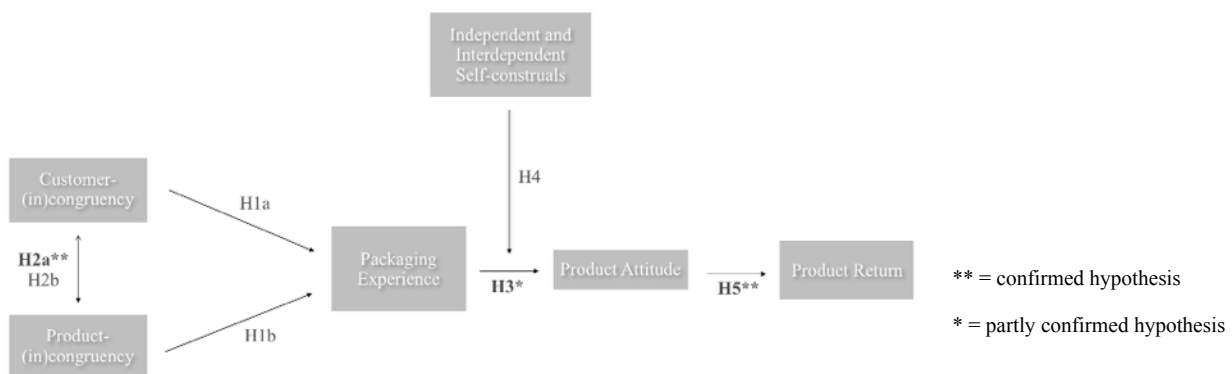 Independent and
Interdependent
Self-construals
Customer-
(in)congruency
H4
H1a
H2a**
H2b
Packaging
Experience
H3*
Product Attitude
H5**
Product Return
** = confirmed hypothesis
* = partly confirmed hypothesis
Product-
(in)congruency
H1b